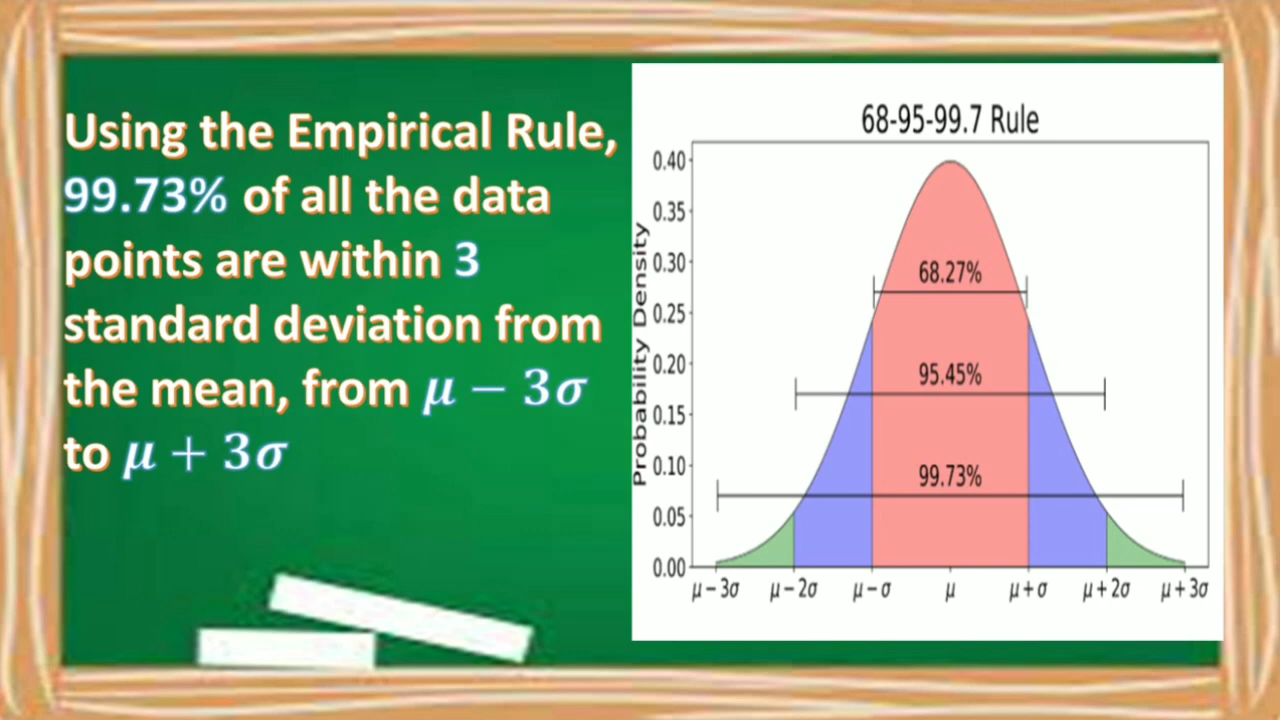 Using the Empirical Rule,
99.73% of all the data
points are within 3
standard deviation from
the mean, from μ − 3σ
to μ + 3σ
68-95-99.7 Rule
Probability Density
0.40
0.35
0.30
0.25
0.20
0.15
0.10
0.05
0.00
68.27%
95.45%
99.73%
μ − 3σ μ − 2σ μ − σ μ μ + σ μ + 2σ μ + 3σ